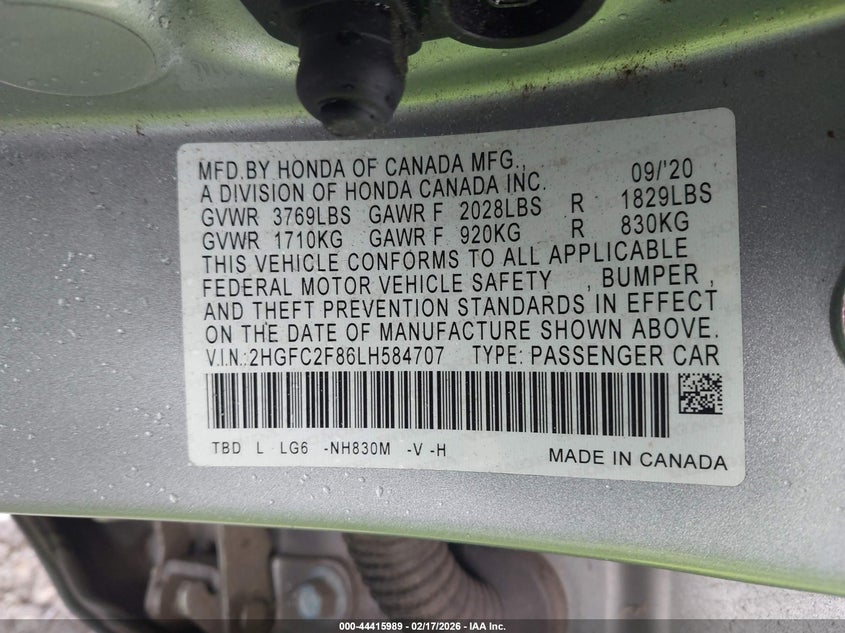 MFD.BY HONDA OF CANADA MFG., 09/'20
A DIVISION OF HONDA CANADA INC.
GVWR 3769LBS GAWR F 2028LBS R 1829LBS
GVWR 1710KG GAWR F 920KG R 830KG
THIS VEHICLE CONFORMS TO ALL APPLICABLE
FEDERAL MOTOR VEHICLE SAFETY , BUMPER ,
AND THEFT PREVENTION STANDARDS IN EFFECT
ON THE DATE OF MANUFACTURE SHOWN ABOVE.
V.I.N.:2HGFC2F86LH584707 TYPE: PASSENGER CAR
TBD L LG6 -NH830M -V -H
MADE IN CANADA
000-44415989 | 02/17/2026 - IAA Inc.